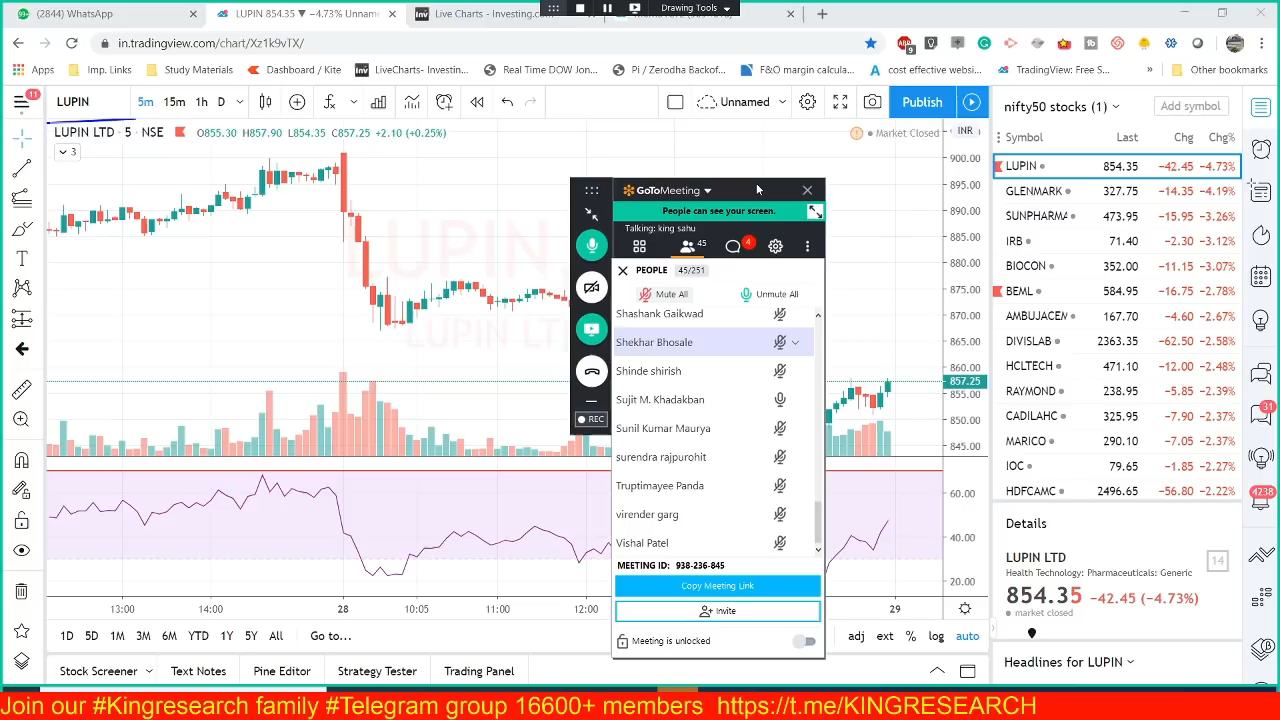 (2844) WhatsApp
LUPIN 854.35 ▼ −4.73% Unname
Live Charts - Investing.com
Drawing Tools
in.tradingview.com/chart/Xz1k9vTX/
9
Apps
Imp. Links
Study Materials
Dashboard / Kite
LiveCharts- Investin...
Real Time DOW Jon...
Pi / Zerodha Backof...
F&O margin calcula...
cost effective websi...
TradingView: Free S...
»
Other bookmarks
11
LUPIN
5m 15m 1h D
Unnamed
Publish
LUPIN LTD • 5 • NSE O855.30 H857.90 L854.35 C857.25 +2.10 (+0.25%)
Market Closed
INR
3
900.00
895.00
890.00
885.00
880.00
875.00
870.00
865.00
860.00
857.25
855.00
850.00
845.00
60.00
40.00
20.00
LUPIN
LUPIN LTD
13:00 14:00 28 10:05 11:00 12:00 29
1D 5D 1M 3M 6M YTD 1Y 5Y All Go to...
adj ext % log auto
Stock Screener Text Notes Pine Editor Strategy Tester Trading Panel
GoToMeeting
People can see your screen.
Talking: king sahu
45
4
PEOPLE 45/251
Mute All Unmute All
Shashank Gaikwad
Shekhar Bhosale
Shinde shirish
Sujit M. Khadakban
Sunil Kumar Maurya
surendra rajpurohit
Truptimayee Panda
virender garg
Vishal Patel
REC
MEETING ID: 938-236-845
Copy Meeting Link
Invite
Meeting is unlocked
nifty50 stocks (1)
Add symbol
Symbol Last Chg Chg%
LUPIN 854.35 -42.45 -4.73%
GLENMARK 327.75 -14.35 -4.19%
SUNPHARMA 473.95 -15.95 -3.26%
IRB 71.40 -2.30 -3.12%
BIOCON 352.00 -11.15 -3.07%
BEML 584.95 -16.75 -2.78%
AMBUJACEM 167.70 -4.60 -2.67%
DIVISLAB 2363.35 -62.50 -2.58%
HCLTECH 471.10 -12.00 -2.48%
RAYMOND 238.95 -5.85 -2.39%
CADILAHC 325.95 -7.90 -2.37%
MARICO 290.10 -7.05 -2.37%
IOC 79.65 -1.85 -2.27%
HDFCAMC 2496.65 -56.80 -2.22%
31
4238
Details
LUPIN LTD
14
Health Technology: Pharmaceuticals: Generic
854.35 -42.45 (-4.73%)
market closed
Headlines for LUPIN
Join our #Kingresearch family #Telegram group 16600+ members https://t.me/KINGRESEARCH